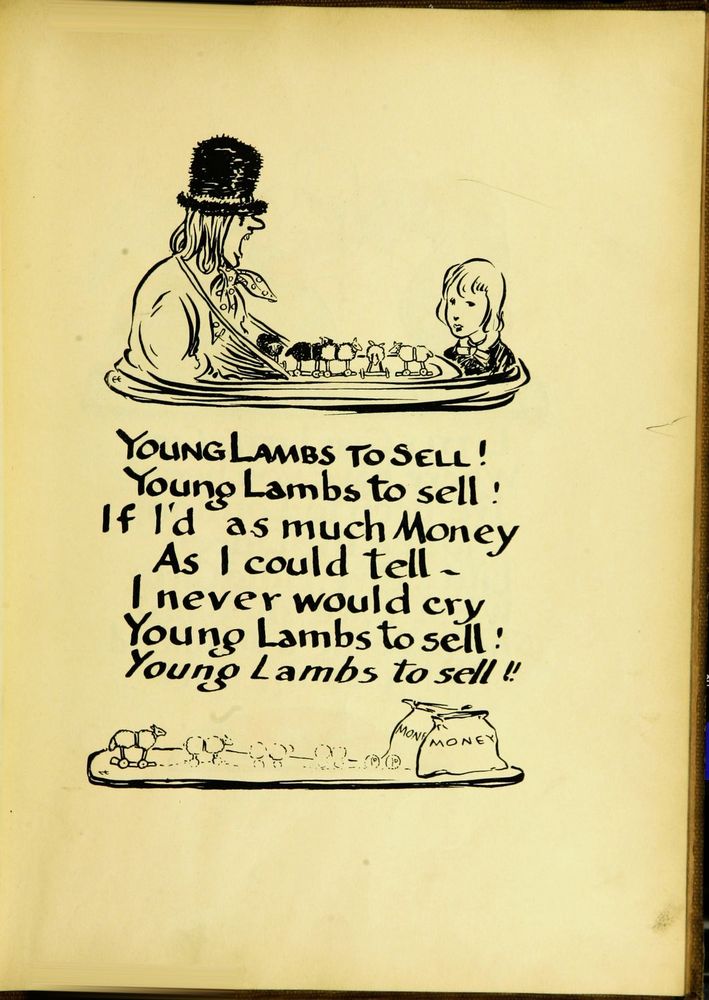 YOUNG LAMBS TO SELL!
Young Lambs to sell!
If I'd as much Money
As I could tell ~
I never would cry
Young Lambs to sell!
Young Lambs to sell!!
MON
MONEY